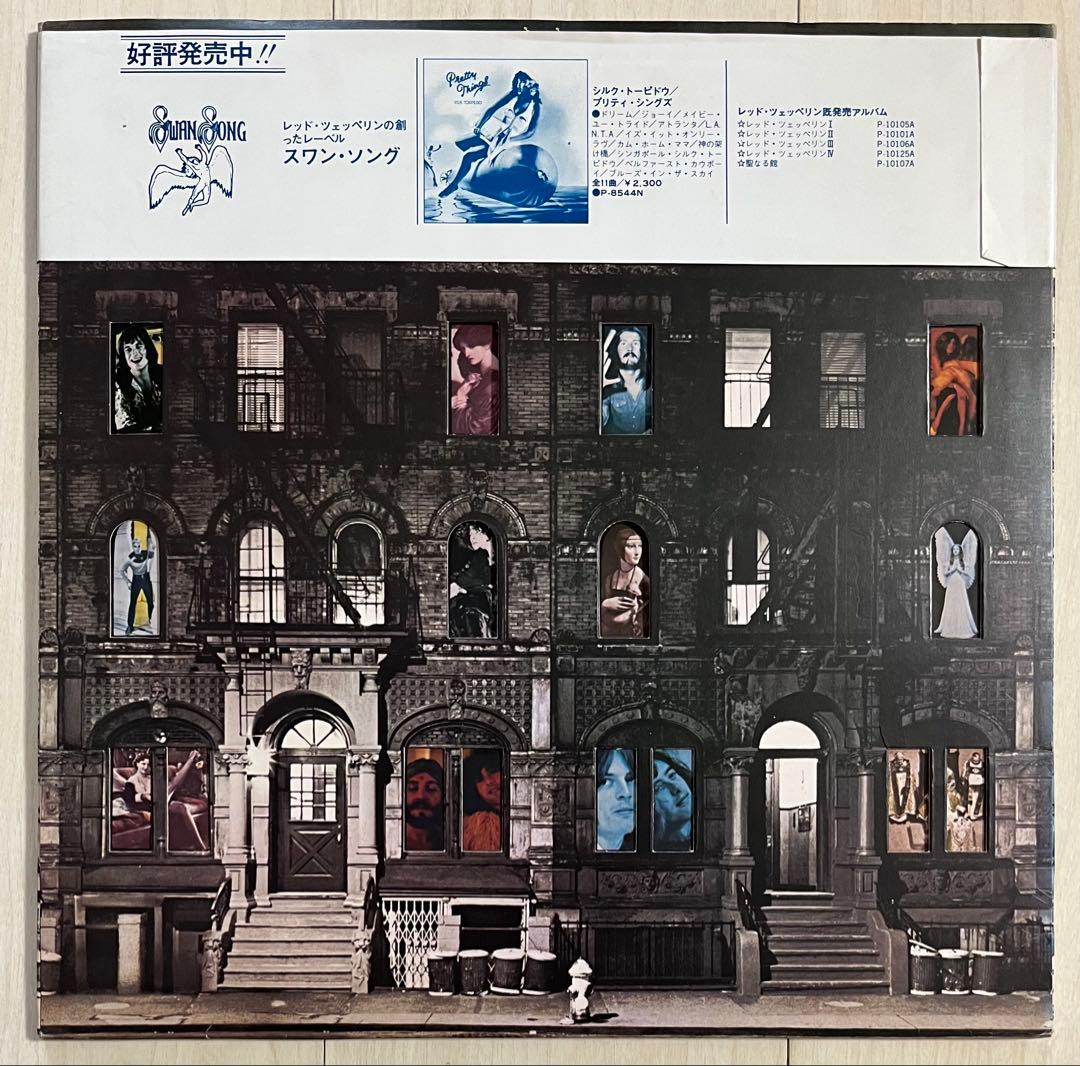 好評発売中!!
SWAN SONG
レッド・ツェッペリンの創
ったレーベル
スワン・ソング
Pretty
Things
SILK TORPEDO
シルク・トーピドウ/
プリティ・シングズ
●ドリーム/ジョーイ/メイビー・
ユー・トライド/アトランタ/L.A.
N.T.A/イズ・イット・オンリー・
ラヴ/カム・ホーム・ママ/神の架
け橋/シンガポール・シルク・トー
ピドウ/ベルファースト・カウボー
イ/ブルーズ・イン・ザ・スカイ
全11曲/¥2,300
●P-8544N
レッド・ツェッペリン既発売アルバム
☆レッド・ツェッペリンI P-10105A
☆レッド・ツェッペリンII P-10101A
☆レッド・ツェッペリンIII P-10106A
☆レッド・ツェッペリンIV P-10125A
☆聖なる館 P-10107A